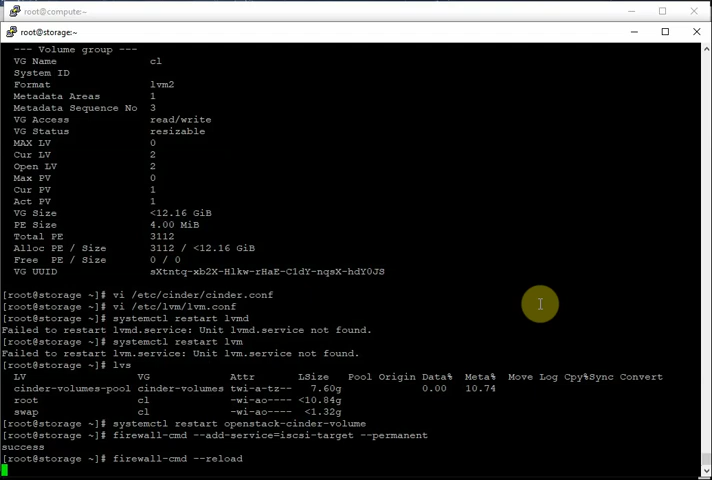 root@compute:~
root@storage:~
--- Volume group ---
VG Name cl
System ID
Format lvm2
Metadata Areas 1
Metadata Sequence No 3
VG Access read/write
VG Status resizable
MAX LV 0
Cur LV 2
Open LV 2
Max PV 0
Cur PV 1
Act PV 1
VG Size <12.16 GiB
PE Size 4.00 MiB
Total PE 3112
Alloc PE / Size 3112 / <12.16 GiB
Free PE / Size 0 / 0
VG UUID sXtntq-xb2X-Hlkw-rHaE-C1dY-nqsX-hdY0JS
[root@storage ~]# vi /etc/cinder/cinder.conf
[root@storage ~]# vi /etc/lvm/lvm.conf
[root@storage ~]# systemctl restart lvmd
Failed to restart lvmd.service: Unit lvmd.service not found.
[root@storage ~]# systemctl restart lvm
Failed to restart lvm.service: Unit lvm.service not found.
[root@storage ~]# lvs
LV VG Attr LSize Pool Origin Data% Meta% Move Log Cpy%Sync Convert
cinder-volumes-pool cinder-volumes twi-a-tz-- 7.60g 0.00 10.74
root cl -wi-ao---- <10.84g
swap cl -wi-ao---- <1.32g
[root@storage ~]# systemctl restart openstack-cinder-volume
[root@storage ~]# firewall-cmd --add-service=iscsi-target --permanent
success
[root@storage ~]# firewall-cmd --reload